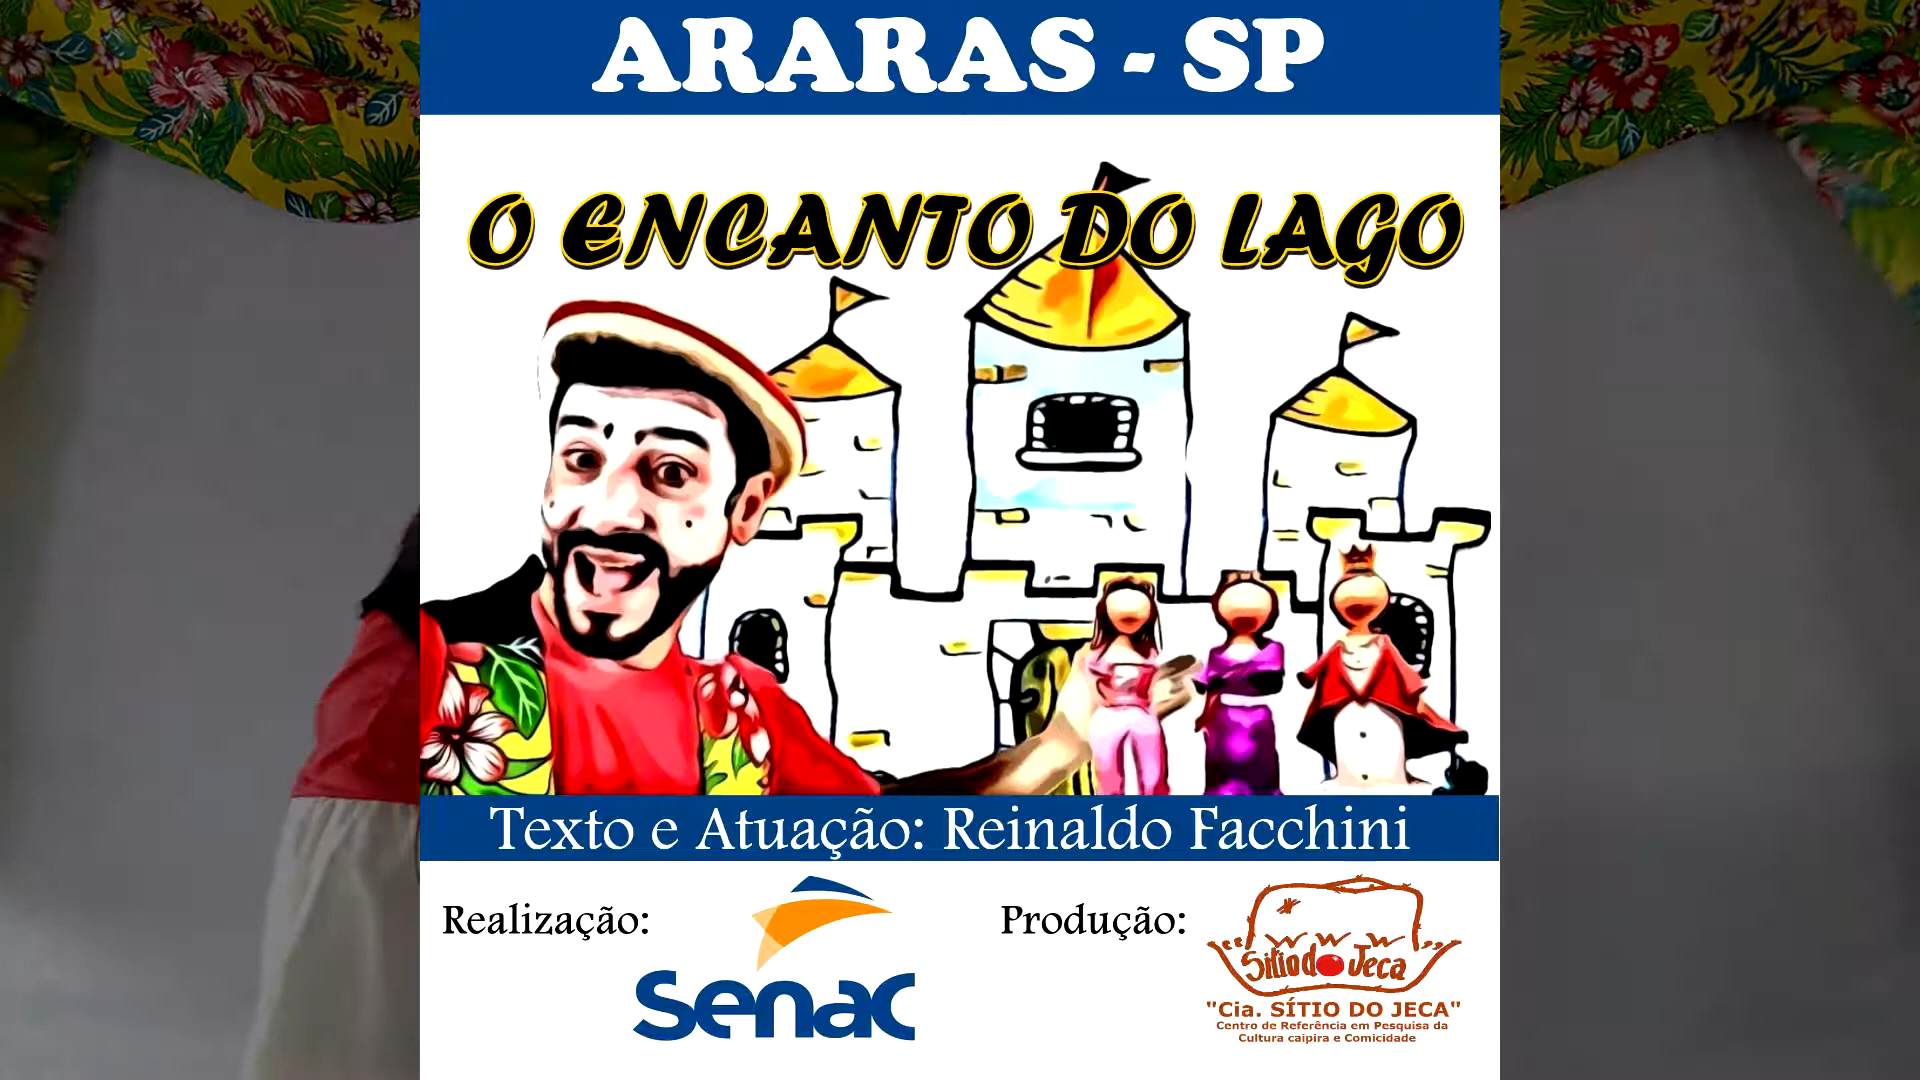 ARARAS - SP
O ENCANTO DO LAGO
Texto e Atuação: Reinaldo Facchini
Realização:
senac
Produção:
Sítio do Jeca
"Cia. SÍTIO DO JECA"
Centro de Referência em Pesquisa da
Cultura caipira e Comicidade